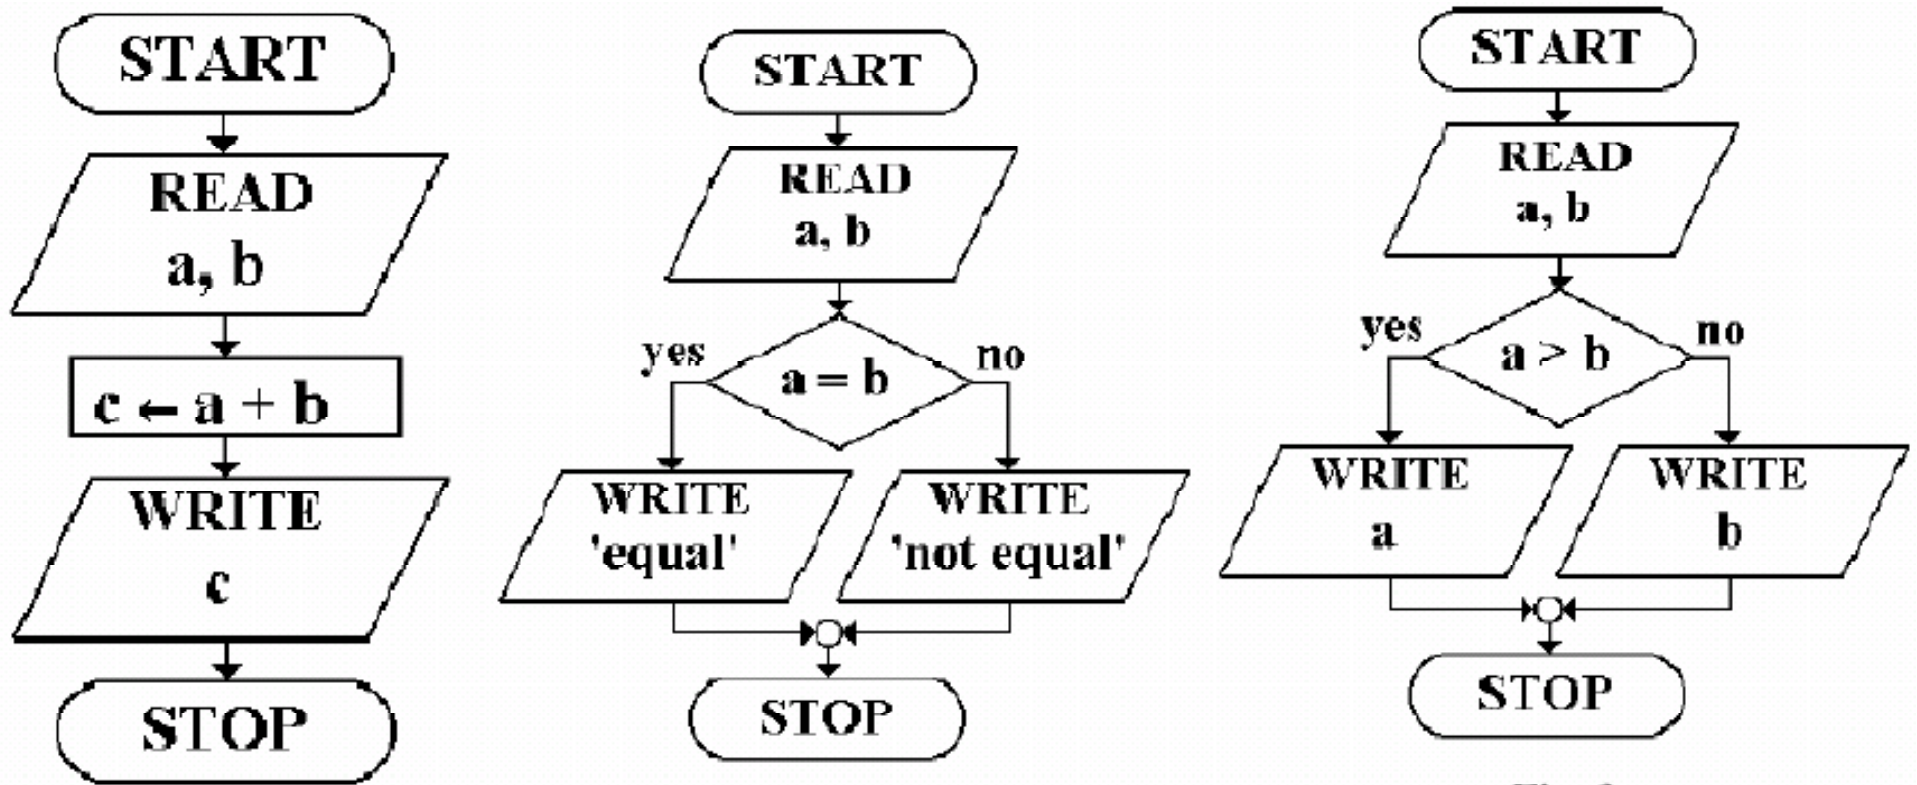 START
READ
a, b
c ← a + b
WRITE
c
STOP
START
READ
a, b
yes
a = b
no
WRITE
'equal'
WRITE
'not equal'
STOP
START
READ
a, b
yes
a > b
no
WRITE
a
WRITE
b
STOP